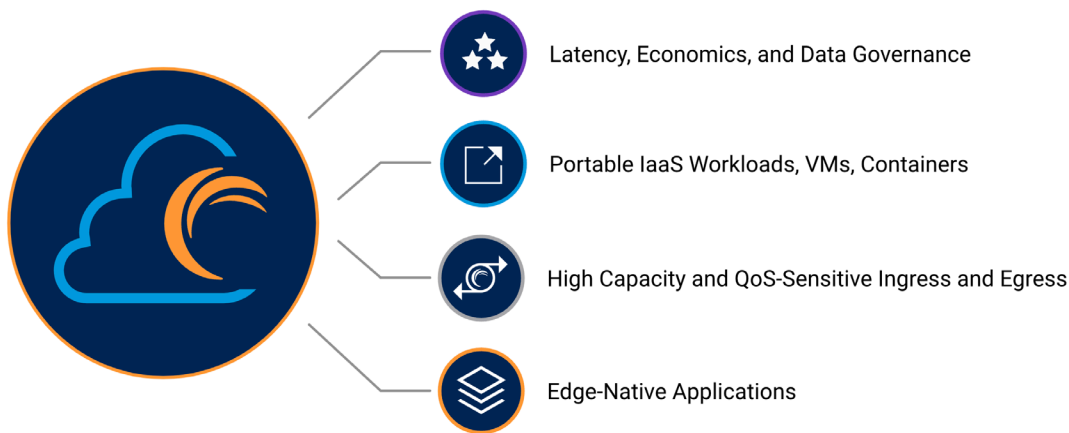 Latency, Economics, and Data Governance
Portable IaaS Workloads, VMs, Containers
High Capacity and QoS-Sensitive Ingress and Egress
Edge-Native Applications